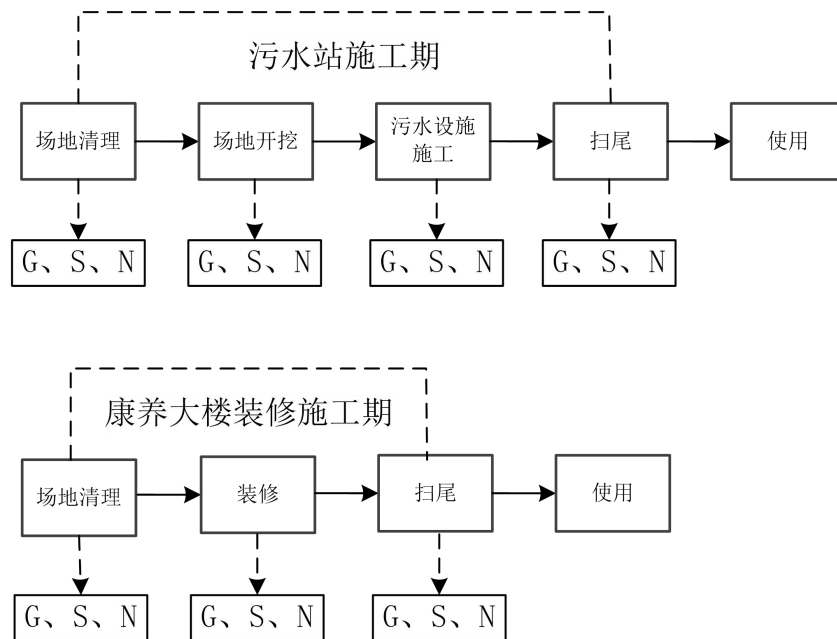 污水站施工期
场地清理
场地开挖
污水设施
施工
扫尾
使用
G、S、N
G、S、N
G、S、N
G、S、N
康养大楼装修施工期
场地清理
装修
扫尾
使用
G、S、N
G、S、N
G、S、N